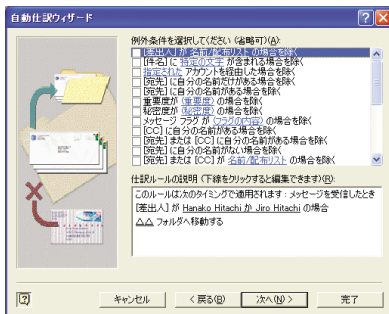 自動仕訳ウィザード
例外条件を選択してください（省略可）(A):
[差出人] が 名前/配布リスト の場合を除く
[件名] に 特定の文字 が含まれる場合を除く
指定された アカウントを経由した場合を除く
[宛先] に自分の名前だけがある場合を除く
[宛先] に自分の名前がある場合を除く
重要度が (重要度) の場合を除く
秘密度が (秘密度) の場合を除く
メッセージ フラグが (フラグの内容) の場合を除く
[CC] に自分の名前がある場合を除く
[宛先] または [CC] に自分の名前がある場合を除く
[宛先] に自分の名前がない場合を除く
[宛先] または [CC] が 名前/配布リスト の場合を除く
仕訳ルールの説明 (下線をクリックすると編集できます)(R):
このルールは次のタイミングで適用されます : メッセージを受信したとき
[差出人] が Hanako Hitachi か Jiro Hitachi の場合
△△ フォルダへ移動する
キャンセル
< 戻る(B)
次へ(N) >
完了